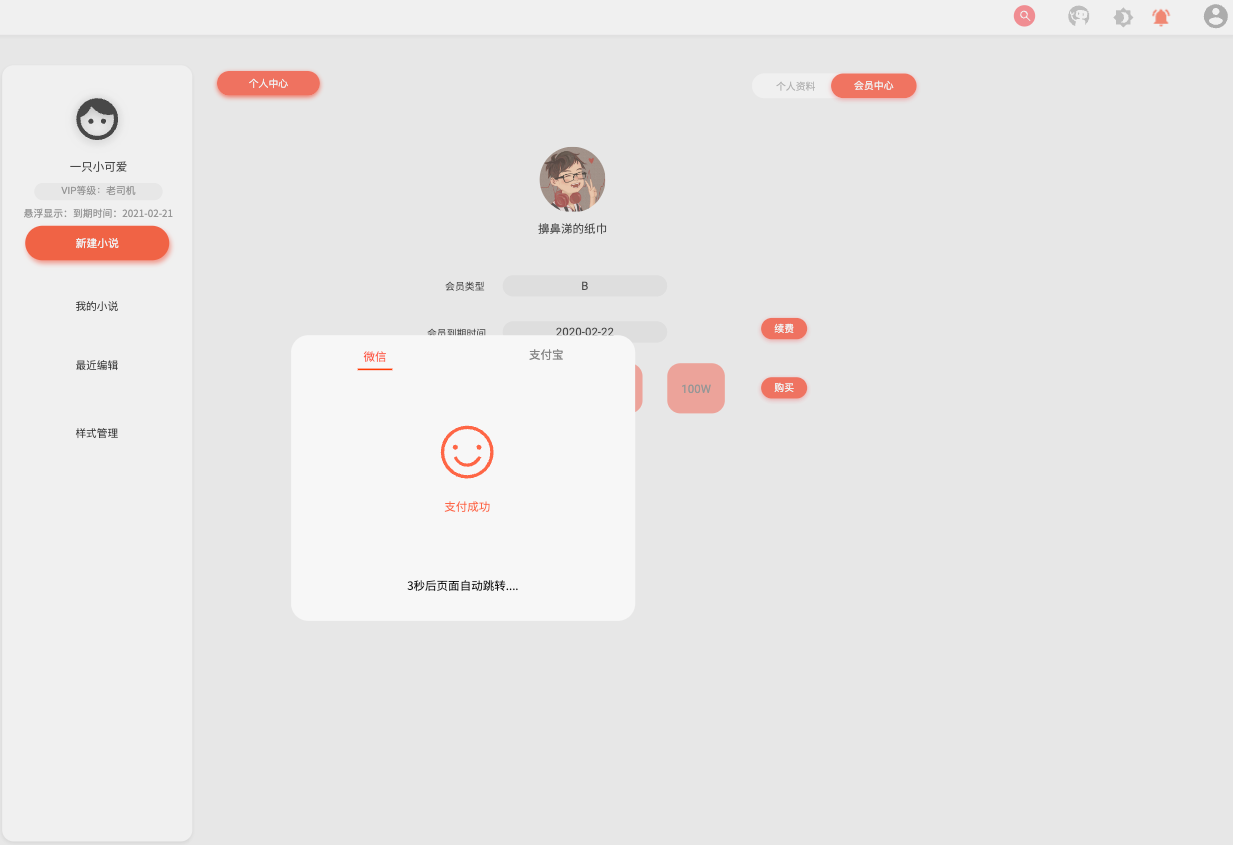 个人中心
个人资料
会员中心
一只小可爱
VIP等级：老司机
悬浮显示：到期时间：2021-02-21
新建小说
我的小说
最近编辑
样式管理
擤鼻涕的纸巾
会员类型
B
会员到期时间
2020-02-22
续费
100W
购买
微信
支付宝
支付成功
3秒后页面自动跳转....